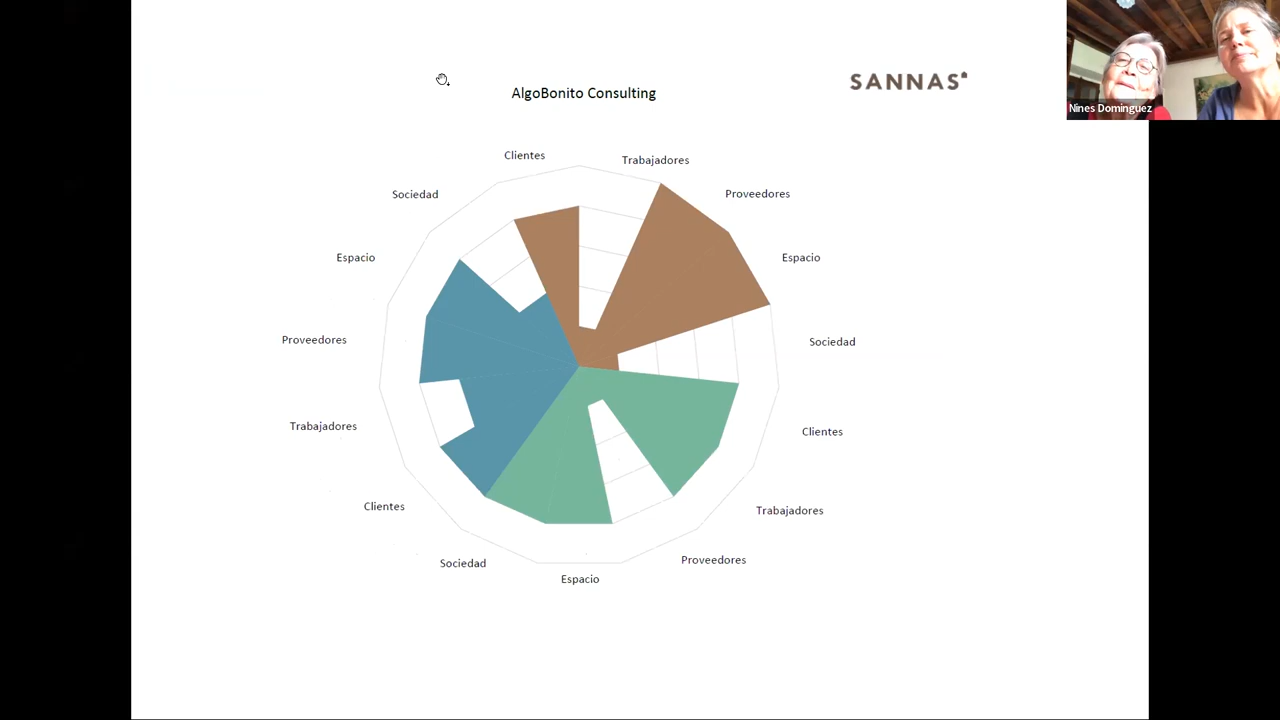 AlgoBonito Consulting
SANNAS
Nines Dominguez
Clientes
Trabajadores
Sociedad
Proveedores
Espacio
Espacio
Proveedores
Sociedad
Trabajadores
Clientes
Clientes
Trabajadores
Sociedad
Proveedores
Espacio